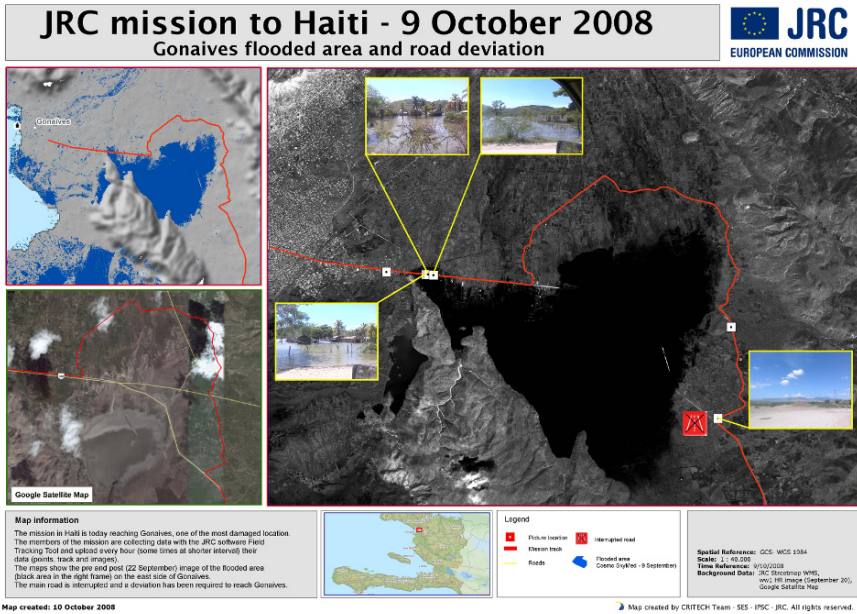 JRC mission to Haiti - 9 October 2008
Gonaives flooded area and road deviation
JRC
EUROPEAN COMMISSION
Gonaives
Google Satellite Map
Map information
The mission in Haiti is today reaching Gonaives, one of the most damaged location.
The members of the mission are collecting data with the JRC software Field
Tracking Tool and upload every hour (some times at shorter interval) their
data (points, track and images).
The maps show the pre end post (22 September) image of the flooded area
(black area in the right frame) on the east side of Gonaives.
The main road is interrupted and a deviation has been required to reach Gonaives.
Legend
Picture location
Interrupted road
Mission track
Roads
Flooded area
Cosmo SkyMed - 9 September)
Spatial Reference: GCS- WGS 1984
Scale: 1 : 40.000
Time Reference: 9/10/2008
Background Data: JRC Streetmap WMS,
ww1 HR image (September 20),
Google Satellite Map
Map created: 10 October 2008
Map created by CRITECH Team - SES - IPSC - JRC. All rights reserved.